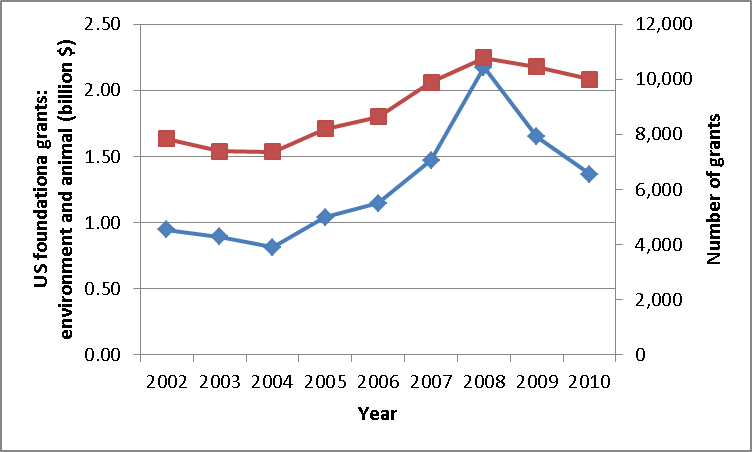 US foundationa grants:
environment and animal (billion $)
2.50
2.00
1.50
1.00
0.50
0.00
12,000
10,000
8,000
6,000
4,000
2,000
0
Number of grants
2002 2003 2004 2005 2006 2007 2008 2009 2010
Year